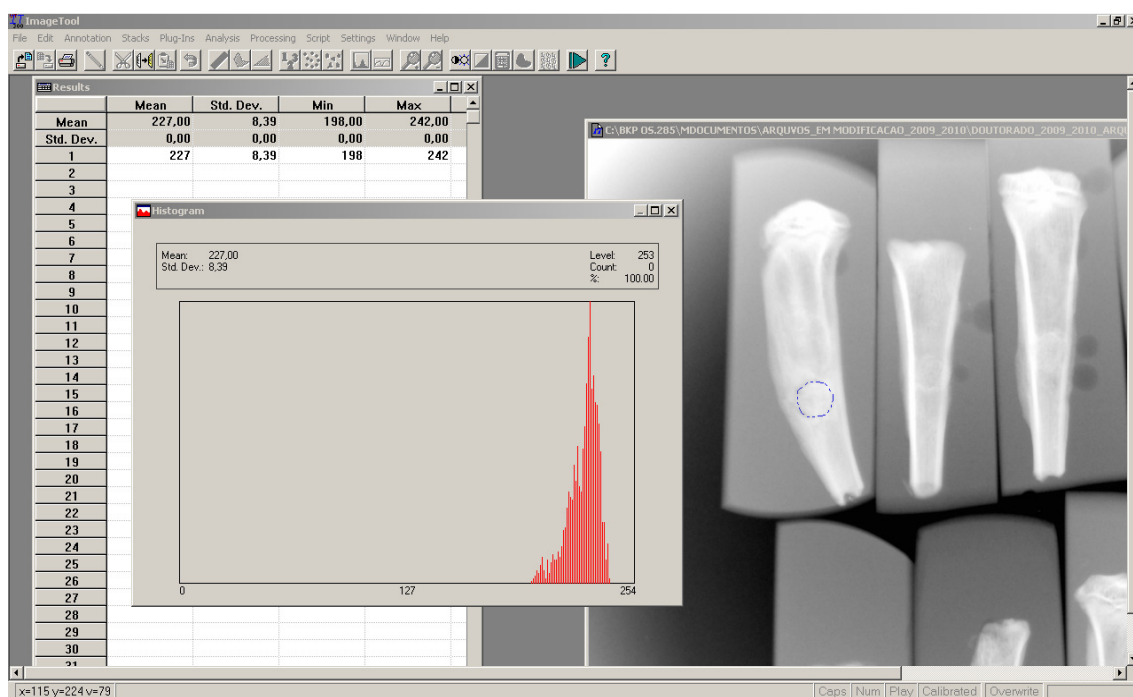 ImageTool
File Edit Annotation Stacks Plug-Ins Analysis Processing Script Settings Window Help
Results
Mean Std. Dev. Min Max
Mean 227,00 8,39 198,00 242,00
Std. Dev. 0,00 0,00 0,00 0,00
1 227 8,39 198 242
2
3
4
5
6
7
8
9
10
11
12
13
14
15
16
17
18
19
20
21
22
23
24
25
26
27
28
29
30
31
Histogram
Mean: 227,00
Std. Dev.: 8,39
Level: 253
Count: 0
%: 100.00
0 127 254
C:\BKP OS.285\MDOCUMENTOS\ARQUVOS_EM MODIFICACAO_2009_2010\DOUTORADO_2009_2010_ARQU
x=115 y=224 v=79
Caps Num Play Calibrated Overwrite